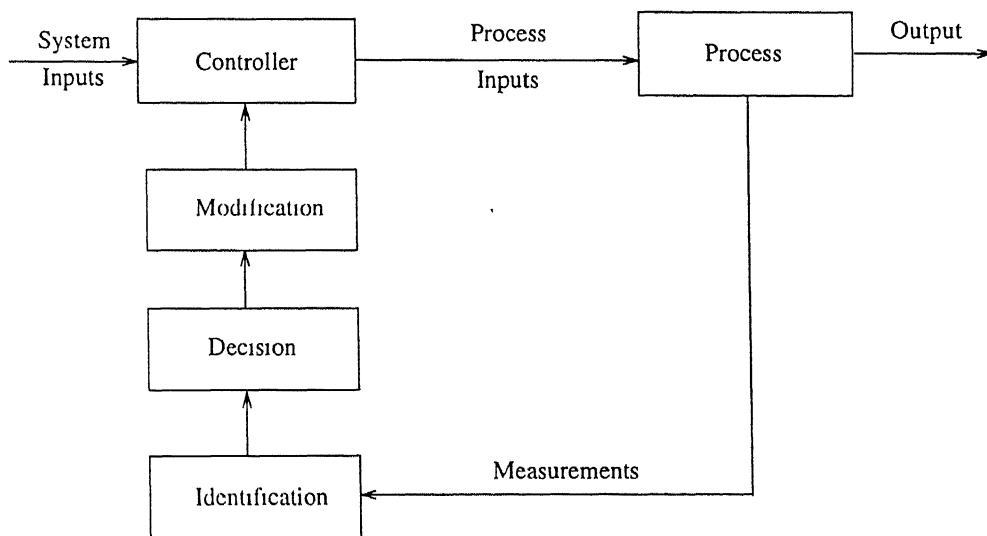 System
Inputs
Controller
Process
Inputs
Process
Output
Modification
Decision
Identification
Measurements